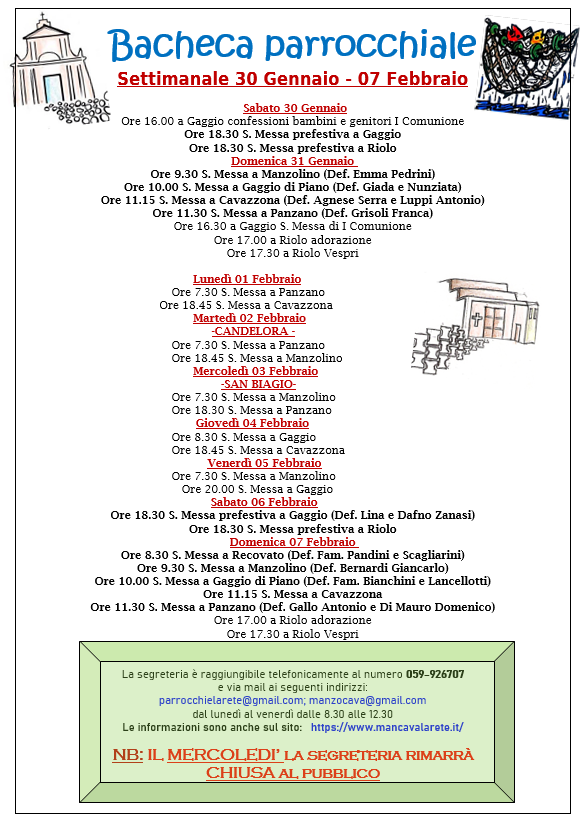 Bacheca parrocchiale
Settimanale 30 Gennaio - 07 Febbraio
Sabato 30 Gennaio
Ore 16.00 a Gaggio confessioni bambini e genitori I Comunione
Ore 18.30 S. Messa prefestiva a Gaggio
Ore 18.30 S. Messa prefestiva a Riolo
Domenica 31 Gennaio
Ore 9.30 S. Messa a Manzolino (Def. Emma Pedrini)
Ore 10.00 S. Messa a Gaggio di Piano (Def. Giada e Nunziata)
Ore 11.15 S. Messa a Cavazzona (Def. Agnese Serra e Luppi Antonio)
Ore 11.30 S. Messa a Panzano (Def. Grisoli Franca)
Ore 16.30 a Gaggio S. Messa di I Comunione
Ore 17.00 a Riolo adorazione
Ore 17.30 a Riolo Vespri
Lunedì 01 Febbraio
Ore 7.30 S. Messa a Panzano
Ore 18.45 S. Messa a Cavazzona
Martedì 02 Febbraio
-CANDELORA -
Ore 7.30 S. Messa a Panzano
Ore 18.45 S. Messa a Manzolino
Mercoledì 03 Febbraio
-SAN BIAGIO-
Ore 7.30 S. Messa a Manzolino
Ore 18.30 S. Messa a Panzano
Giovedì 04 Febbraio
Ore 8.30 S. Messa a Gaggio
Ore 18.45 S. Messa a Cavazzona
Venerdì 05 Febbraio
Ore 7.30 S. Messa a Manzolino
Ore 20.00 S. Messa a Gaggio
Sabato 06 Febbraio
Ore 18.30 S. Messa prefestiva a Gaggio (Def. Lina e Dafno Zanasi)
Ore 18.30 S. Messa prefestiva a Riolo
Domenica 07 Febbraio
Ore 8.30 S. Messa a Recovato (Def. Fam. Pandini e Scagliarini)
Ore 9.30 S. Messa a Manzolino (Def. Bernardi Giancarlo)
Ore 10.00 S. Messa a Gaggio di Piano (Def. Fam. Bianchini e Lancellotti)
Ore 11.15 S. Messa a Cavazzona
Ore 11.30 S. Messa a Panzano (Def. Gallo Antonio e Di Mauro Domenico)
Ore 17.00 a Riolo adorazione
Ore 17.30 a Riolo Vespri
La segreteria è raggiungibile telefonicamente al numero 059-926707
e via mail ai seguenti indirizzi:
parrocchielarete@gmail.com; manzocava@gmail.com
dal lunedì al venerdì dalle 8.30 alle 12.30
Le informazioni sono anche sul sito: https://www.mancavalarete.it/
NB: IL MERCOLEDI' LA SEGRETERIA RIMARRÀ
CHIUSA AL PUBBLICO